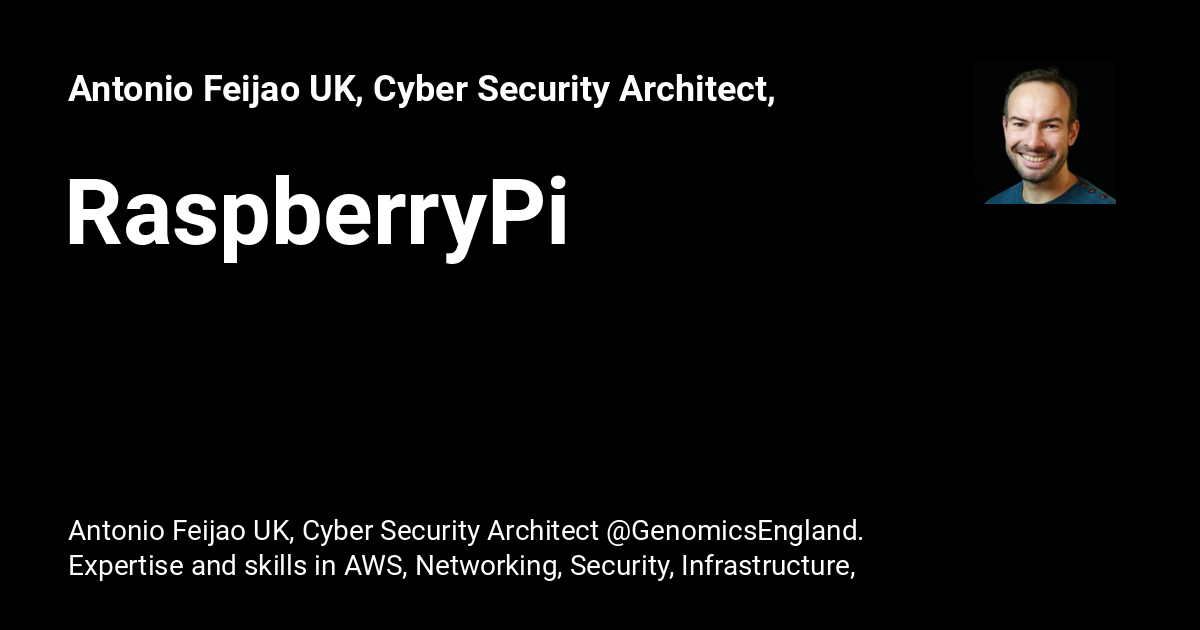 Antonio Feijao UK, Cyber Security Architect,
RaspberryPi
Antonio Feijao UK, Cyber Security Architect @GenomicsEngland.
Expertise and skills in AWS, Networking, Security, Infrastructure,